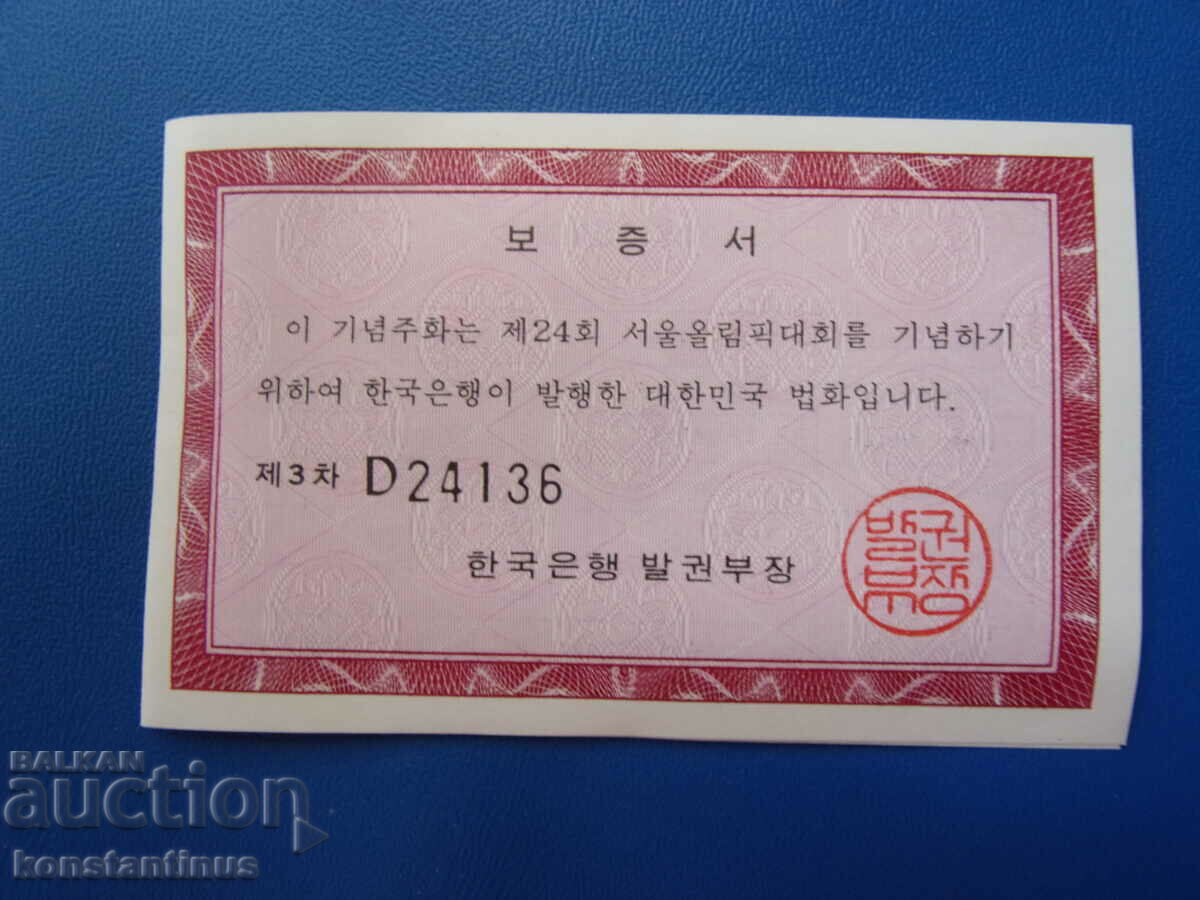 보 증 서
이 기념주화는 제24회 서울올림픽대회를 기념하기
위하여 한국은행이 발행한 대한민국 법화입니다.
제3차 D24136
한국은행 발권부장
발권
부장
BALKAN
auction
konstantinus